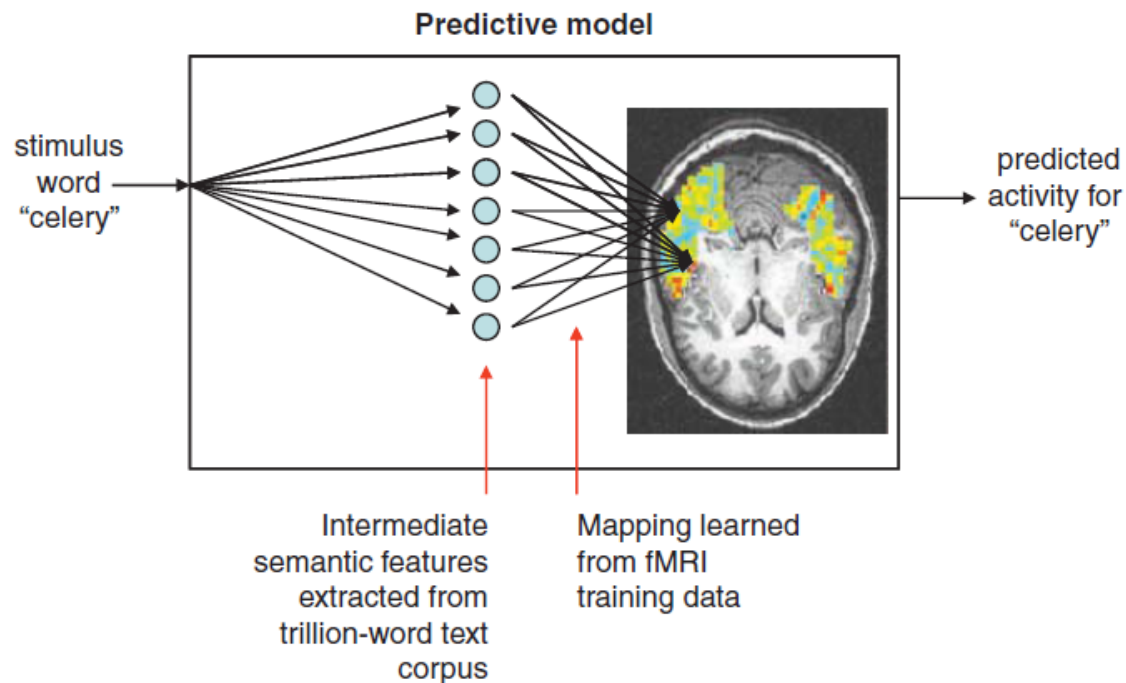 Predictive model
stimulus
word
“celery”
predicted
activity for
“celery”
Intermediate
semantic features
extracted from
trillion-word text
corpus
Mapping learned
from fMRI
training data